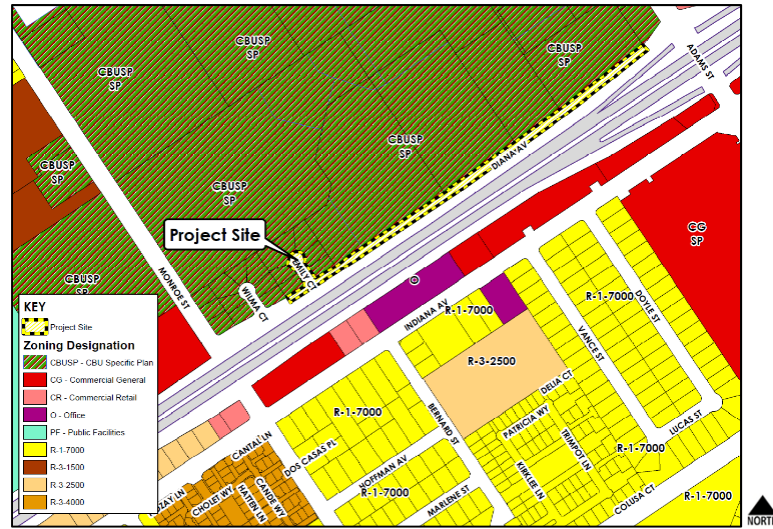 CBUSP
SP
CBUSP
SP
CBUSP
SP
ADAMS ST
CBUSP
SP
CBUSP
SP
DIANA AV
CBUSP
SP
Project Site
EMILY CT
CG
SP
MONROE ST
WILMA CT
CBUSP
SP
O
INDIANA AV
R-1-7000
R-1-7000
DOYLE ST
VANCE ST
R-3-2500
DELIA CT
BERNARD ST
PATRICIA WY
TRIMPOT LN
LUCAS ST
R-1-7000
R-1-7000
CANTAL LN
DOS CASAS PL
HOFFMAN AV
KIRKLEE LN
R-1-7000
MARLENE ST
COLUSA CT
R-1-7000
CHOLET WY
HAITEN LN
CANDE WY
KEY
Project Site
Zoning Designation
CBUSP - CBU Specific Plan
CG - Commercial General
CR - Commercial Retail
O - Office
PF - Public Facilities
R-1-7000
R-3-1500
R-3-2500
R-3-4000
NORTH